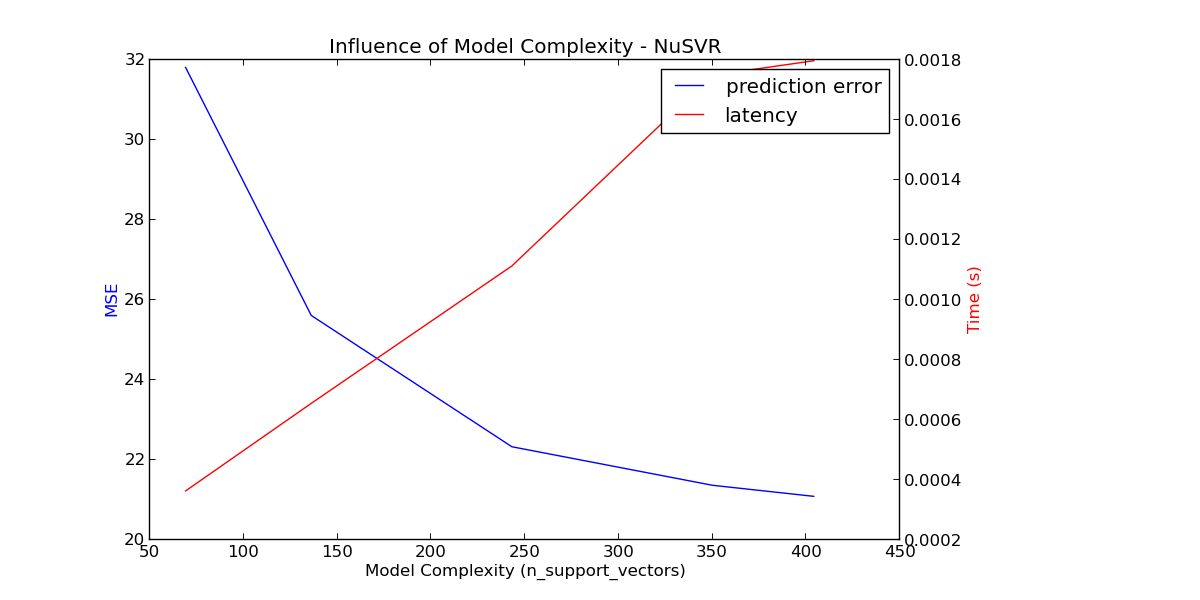 Influence of Model Complexity - NuSVR
prediction error
latency
MSE
32
30
28
26
24
22
20
0.0018
0.0016
0.0014
0.0012
0.0010
0.0008
0.0006
0.0004
0.0002
Time (s)
50 100 150 200 250 300 350 400 450
Model Complexity (n_support_vectors)